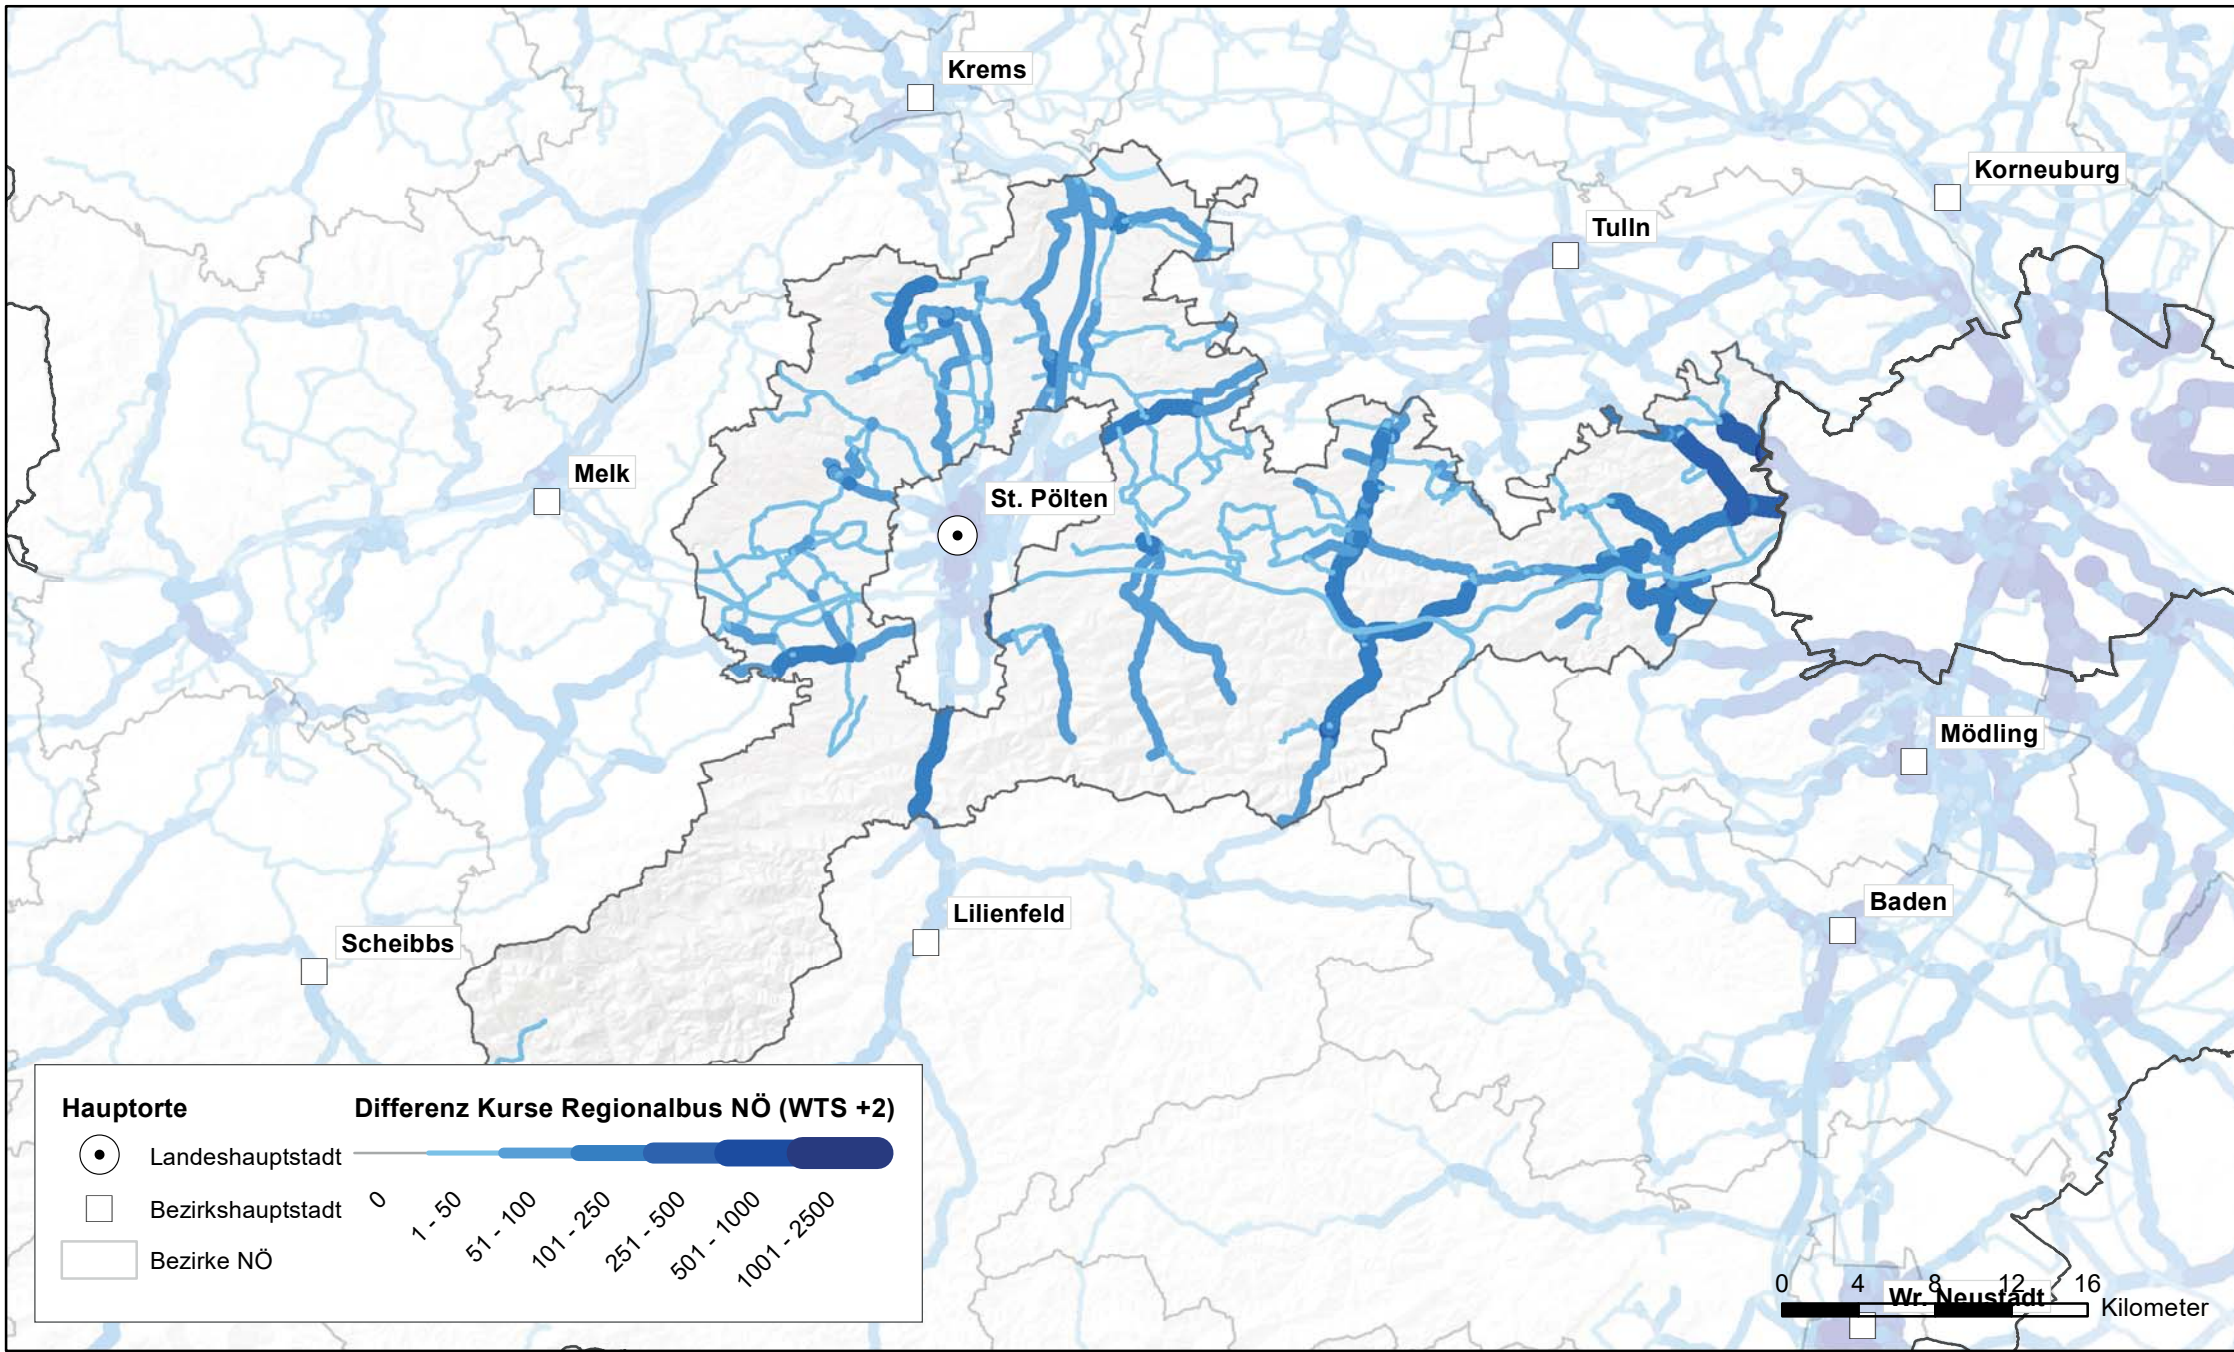 Krems
Korneuburg
Tulln
Melk
St. Pölten
Mödling
Baden
Lilienfeld
Scheibbs
Hauptorte
Landeshauptstadt
Bezirkshauptstadt
Bezirke NÖ
Differenz Kurse Regionalbus NÖ (WTS +2)
0
1 - 50
51 - 100
101 - 250
251 - 500
501 - 1000
1001 - 2500
0 4 8 12 16
Wr. Neustadt
Kilometer